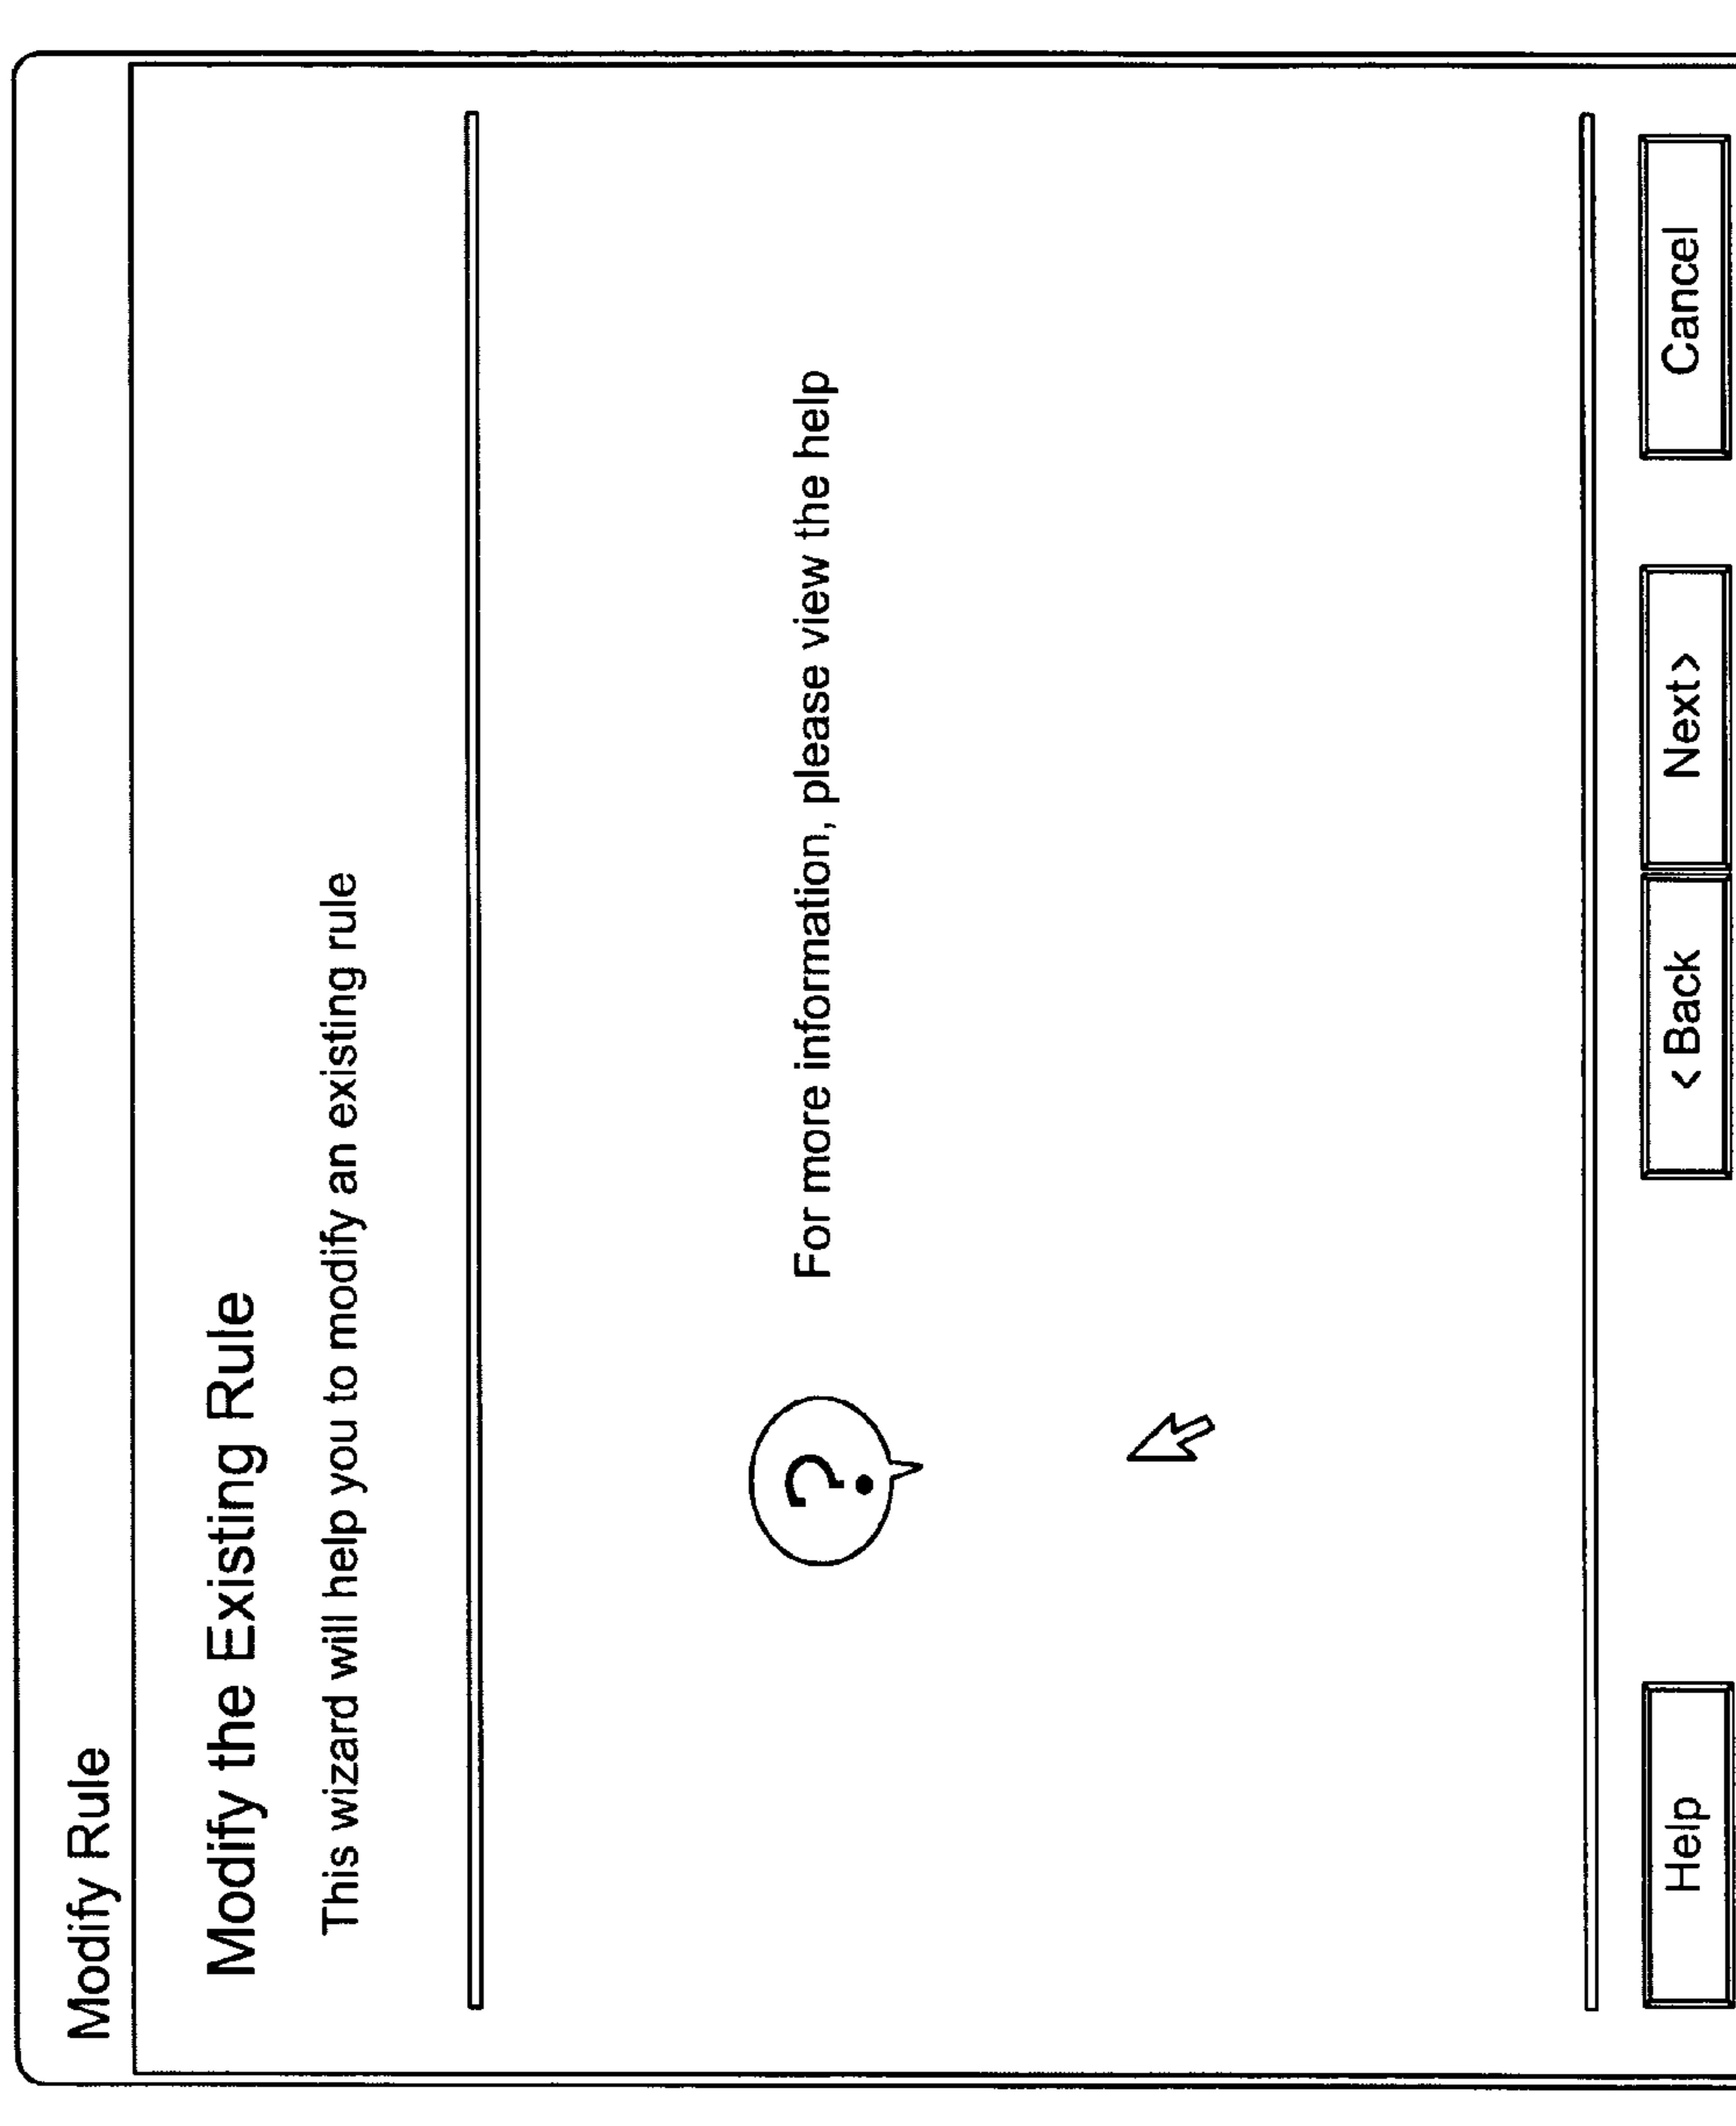 Modify Rule
Modify the Existing Rule
This wizard will help you to modify an existing rule
? For more information, please view the help
Help < Back Next> Cancel